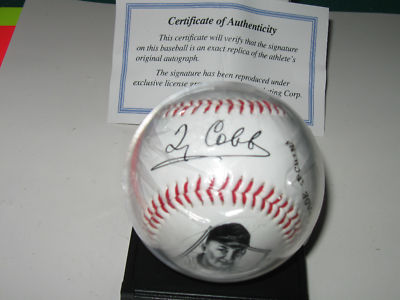 Certificate of Authenticity
This certificate will verify that the signature
on this baseball is an exact replica of the athlete's
original autograph.
The signature has been reproduced under
exclusive license Corp.
Ty Cobb